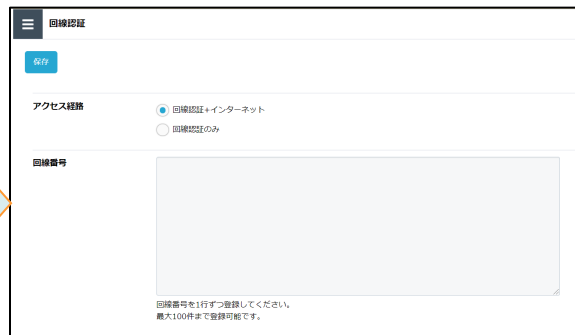 回線認証
保存
アクセス経路
回線認証+インターネット
回線認証のみ
回線番号
回線番号を1行ずつ登録してください。
最大100件まで登録可能です。